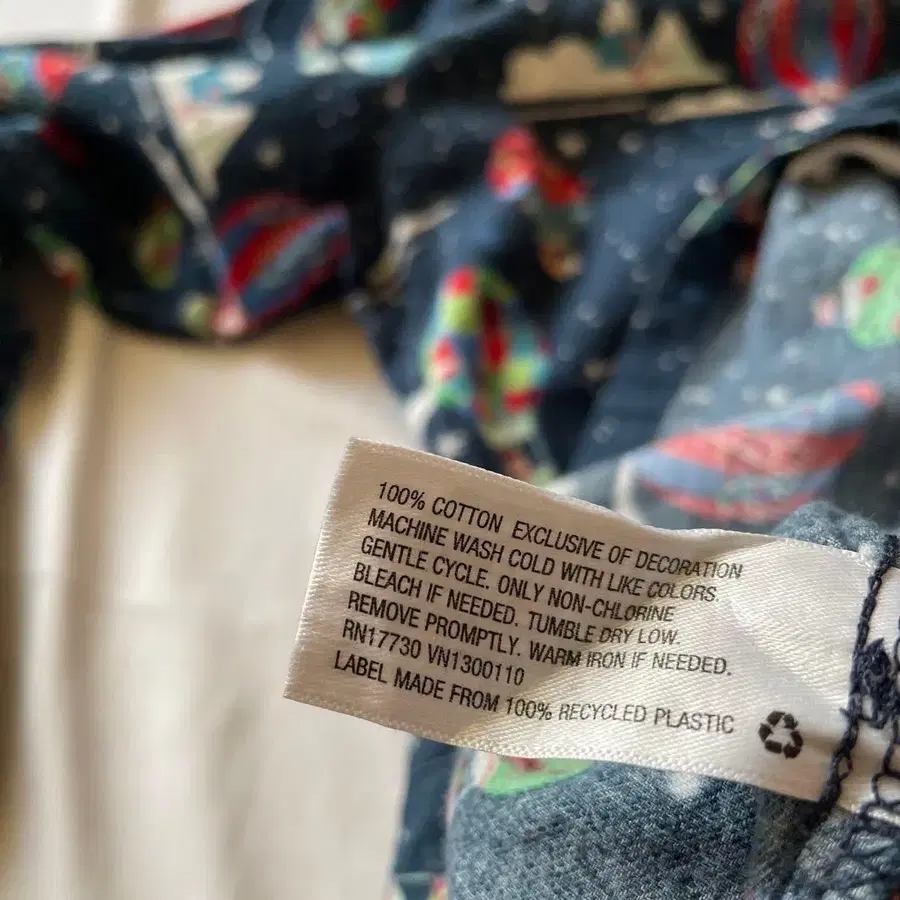 100% COTTON EXCLUSIVE OF DECORATION
MACHINE WASH COLD WITH LIKE COLORS.
GENTLE CYCLE. ONLY NON-CHLORINE
BLEACH IF NEEDED. TUMBLE DRY LOW.
REMOVE PROMPTLY. WARM IRON IF NEEDED.
RN17730 VN1300110
LABEL MADE FROM 100% RECYCLED PLASTIC